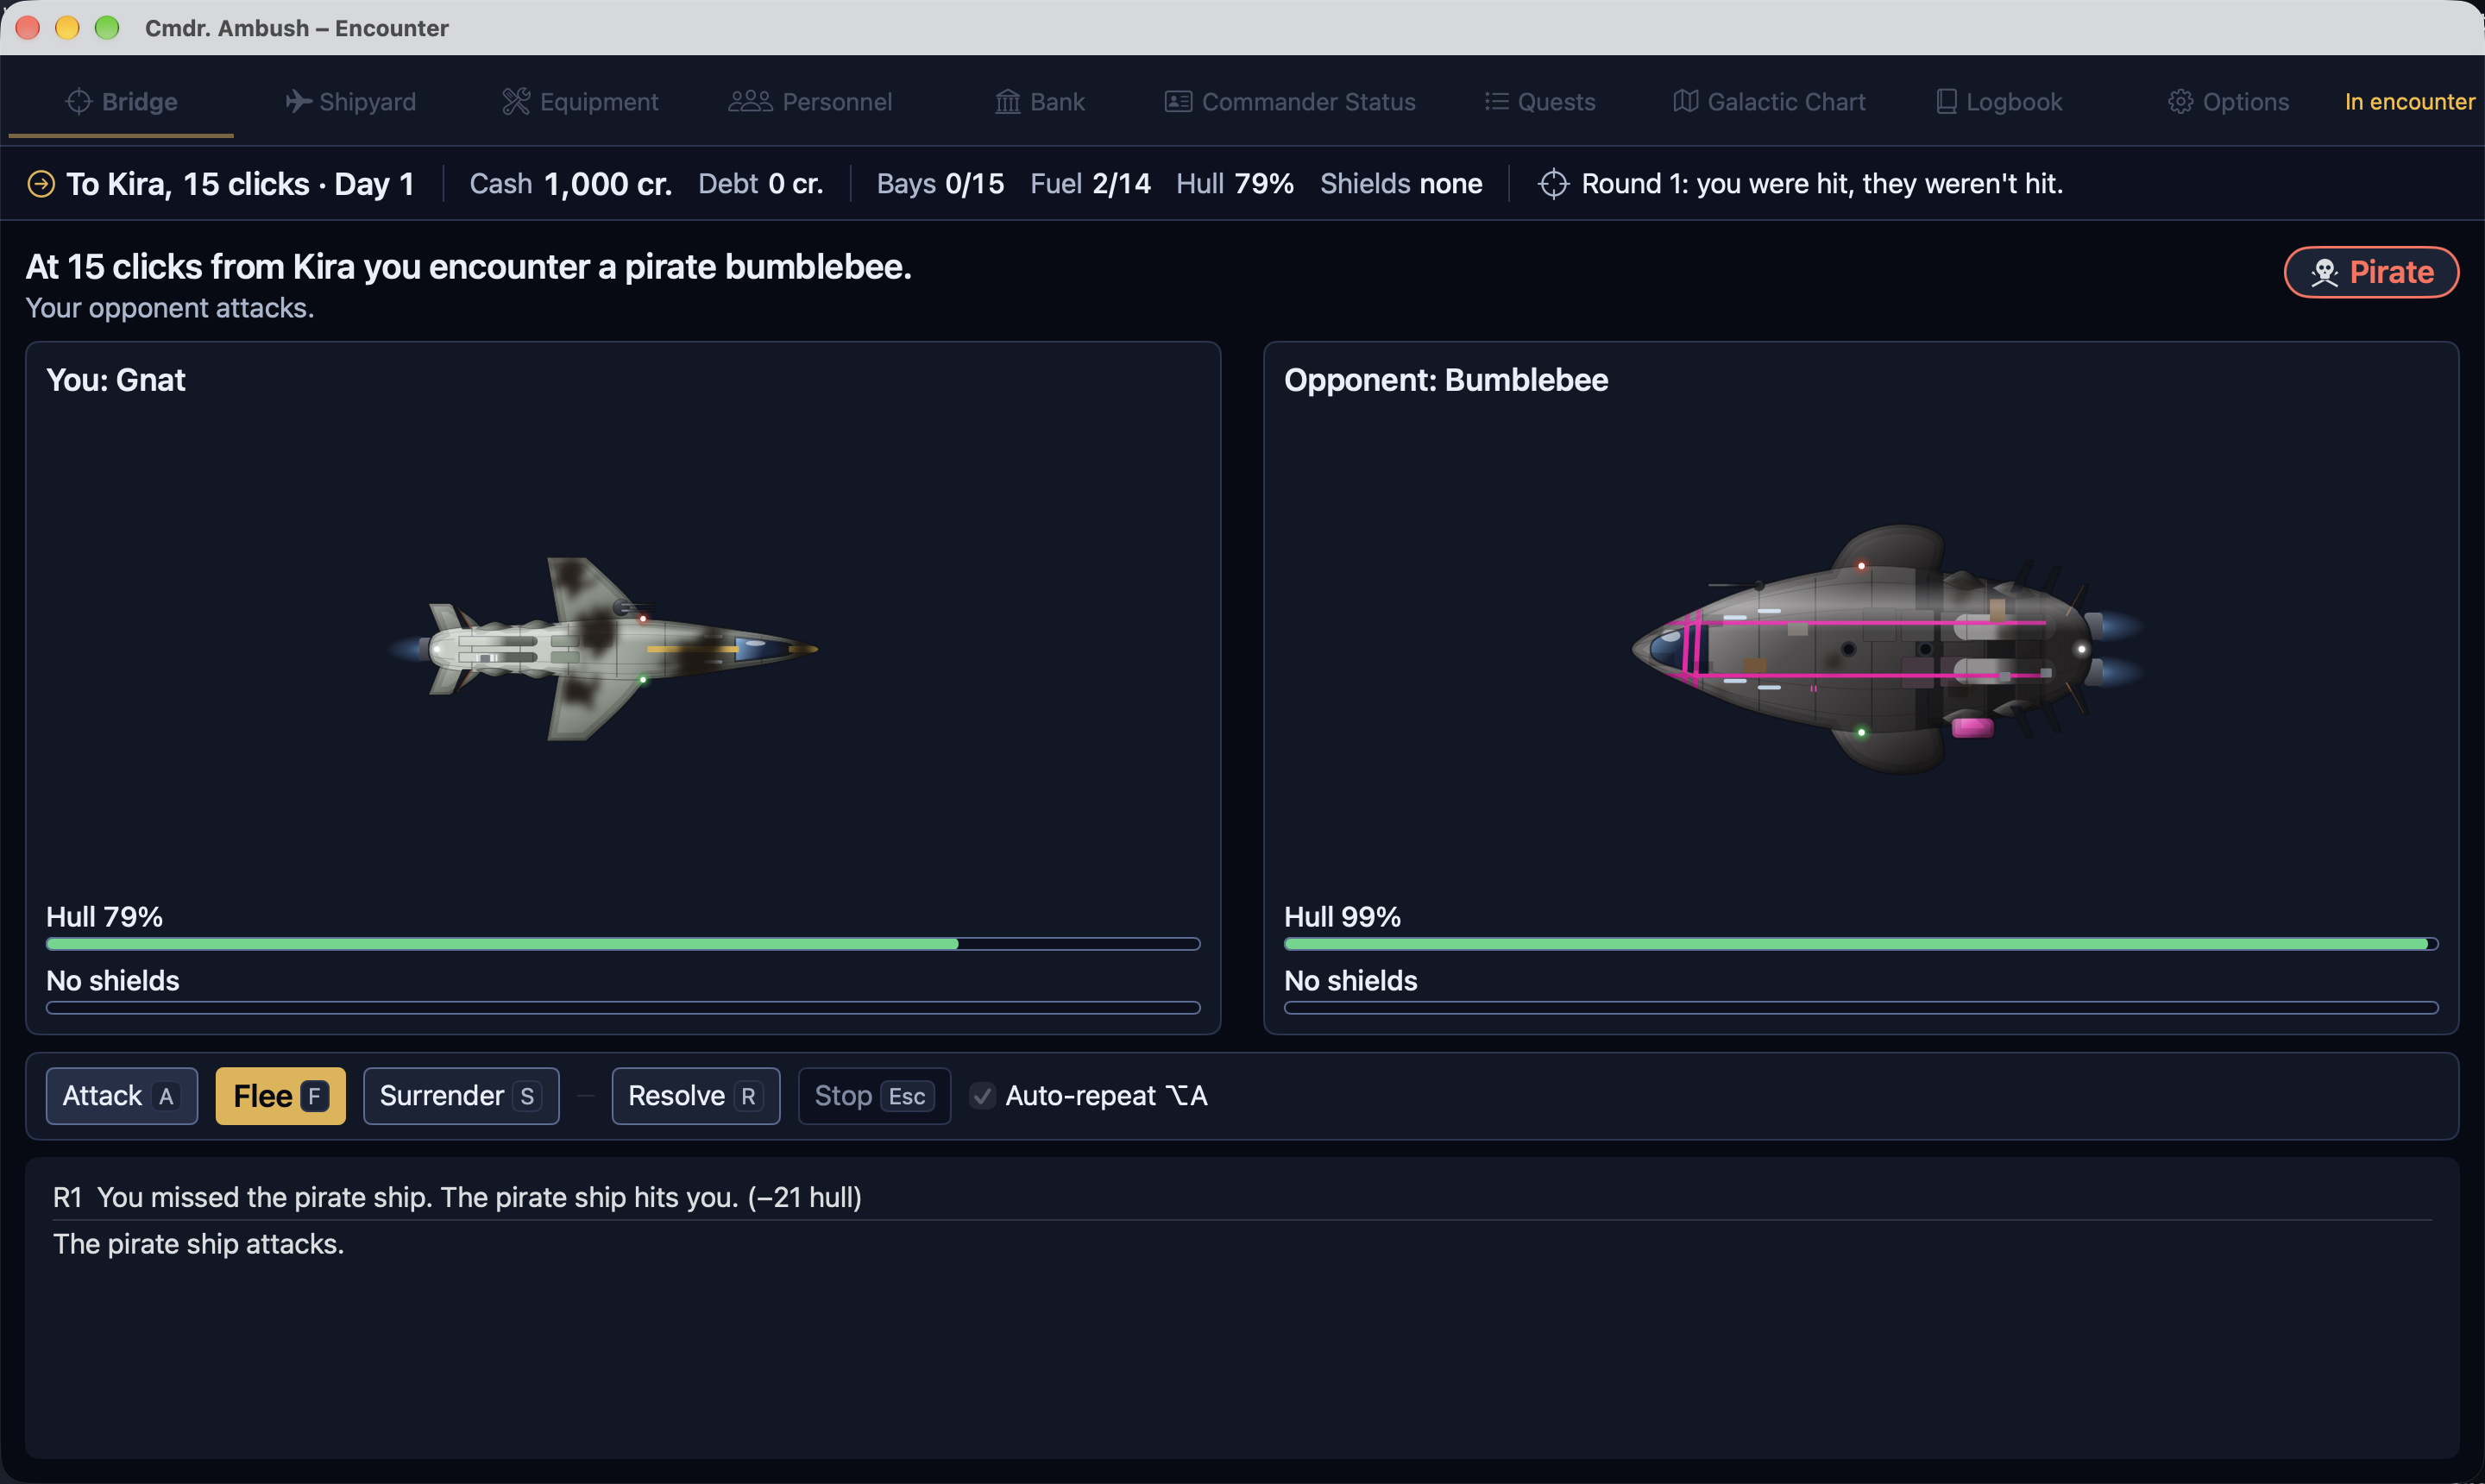 Cmdr. Ambush – Encounter
Bridge Shipyard Equipment Personnel Bank Commander Status Quests Galactic Chart Logbook Options In encounter
To Kira, 15 clicks · Day 1 Cash 1,000 cr. Debt 0 cr. Bays 0/15 Fuel 2/14 Hull 79% Shields none Round 1: you were hit, they weren't hit.
At 15 clicks from Kira you encounter a pirate bumblebee.
Pirate
Your opponent attacks.
You: Gnat
Hull 79%
No shields
Opponent: Bumblebee
Hull 99%
No shields
Attack A Flee F Surrender S – Resolve R Stop Esc Auto-repeat ⌥A
R1 You missed the pirate ship. The pirate ship hits you. (−21 hull)
The pirate ship attacks.